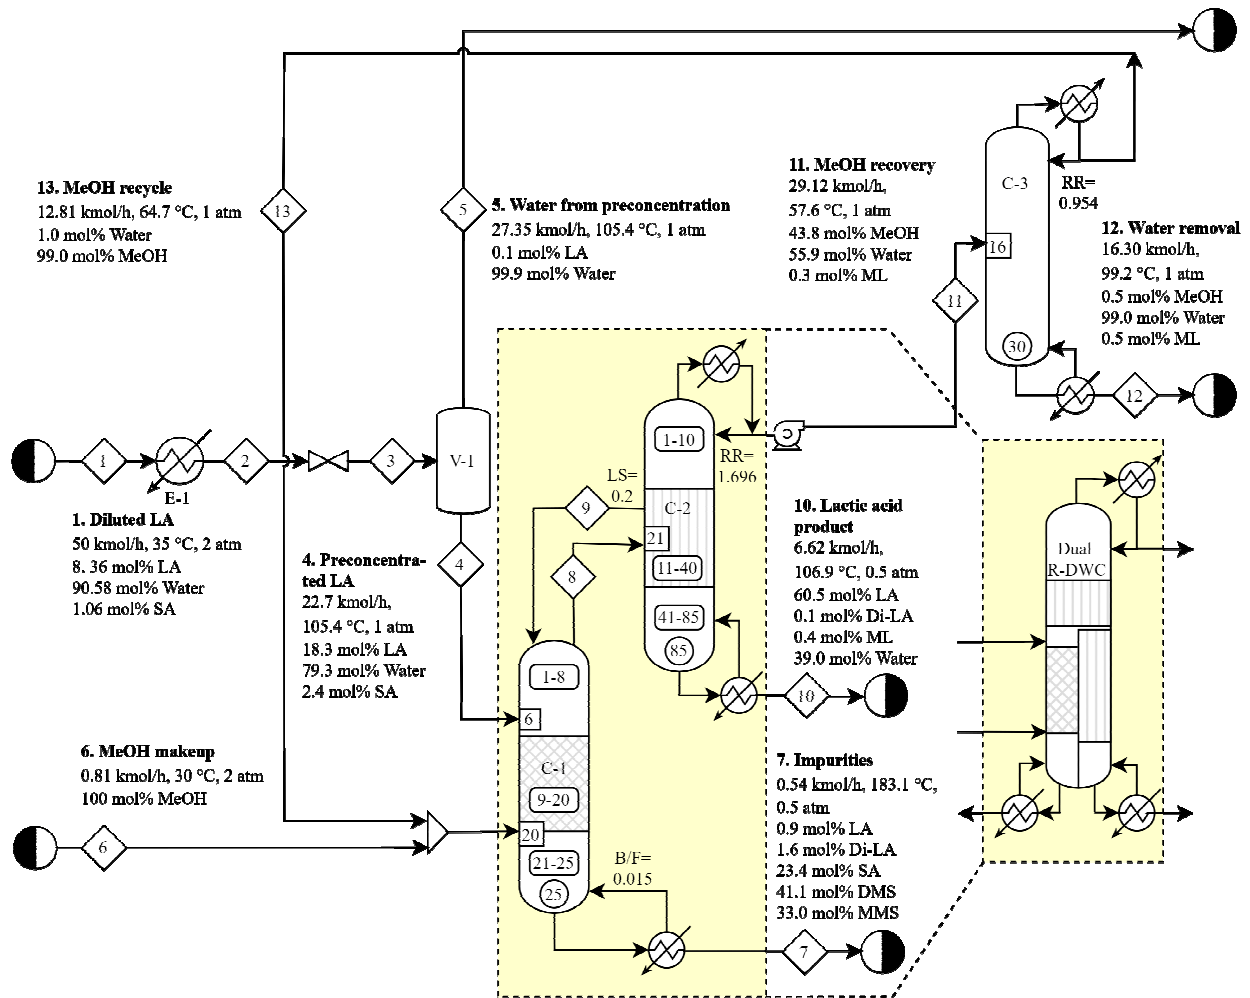 13. MeOH recycle
12.81 kmol/h, 64.7 °C, 1 atm
1.0 mol% Water
99.0 mol% MeOH
13
5
5. Water from preconcentration
27.35 kmol/h, 105.4 °C, 1 atm
0.1 mol% LA
99.9 mol% Water
11. MeOH recovery
29.12 kmol/h,
57.6 °C, 1 atm
43.8 mol% MeOH
55.9 mol% Water
0.3 mol% ML
C-3
RR=
0.954
16
11
30
12. Water removal
16.30 kmol/h,
99.2 °C, 1 atm
0.5 mol% MeOH
99.0 mol% Water
0.5 mol% ML
12
1
E-1
2
3
V-1
1. Diluted LA
50 kmol/h, 35 °C, 2 atm
8. 36 mol% LA
90.58 mol% Water
1.06 mol% SA
4. Preconcentra-
ted LA
22.7 kmol/h,
105.4 °C, 1 atm
18.3 mol% LA
79.3 mol% Water
2.4 mol% SA
4
LS=
0.2
9
8
1-10
C-2
21
11-40
41-85
85
RR=
1.696
10. Lactic acid
product
6.62 kmol/h,
106.9 °C, 0.5 atm
60.5 mol% LA
0.1 mol% Di-LA
0.4 mol% ML
39.0 mol% Water
10
Dual
R-DWC
6. MeOH makeup
0.81 kmol/h, 30 °C, 2 atm
100 mol% MeOH
6
1-8
6
C-1
9-20
20
21-25
25
B/F=
0.015
7. Impurities
0.54 kmol/h, 183.1 °C,
0.5 atm
0.9 mol% LA
1.6 mol% Di-LA
23.4 mol% SA
41.1 mol% DMS
33.0 mol% MMS
7